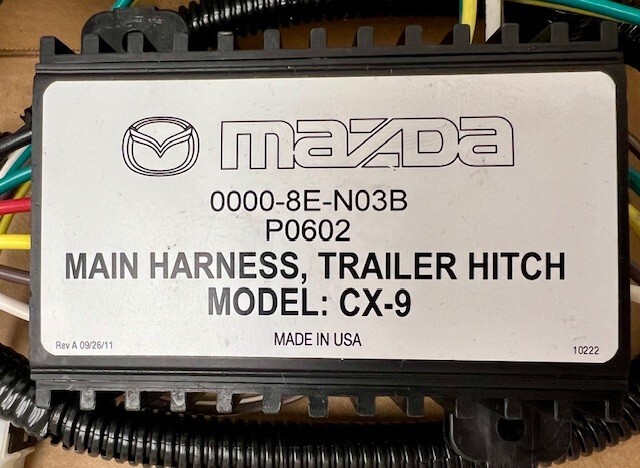 mazda
0000-8E-N03B
P0602
MAIN HARNESS, TRAILER HITCH
MODEL: CX-9
MADE IN USA
Rev A 09/26/11
10222